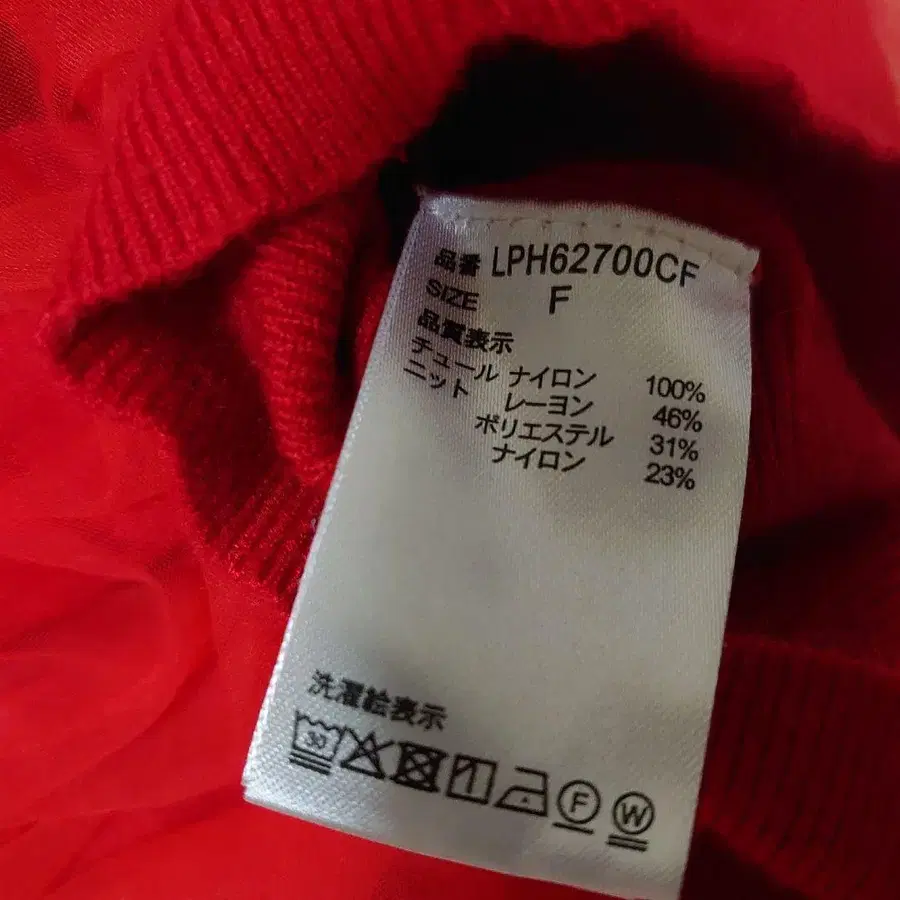 品番 LPH62700CF
SIZE F
品質表示
チュール ナイロン 100%
ニット レーヨン 46%
ポリエステル 31%
ナイロン 23%
洗濯絵表示
30 F W